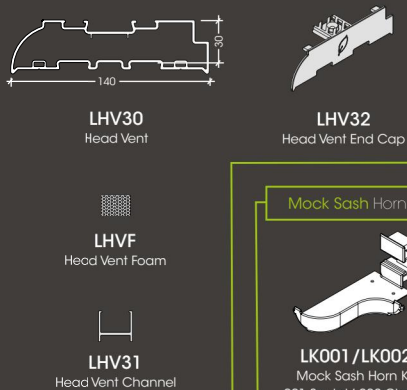 30
140
LHV30
Head Vent
LHV32
Head Vent End Cap
LHVF
Head Vent Foam
Mock Sash Horn
LHV31
Head Vent Channel
LK001/LK002
Mock Sash Horn K